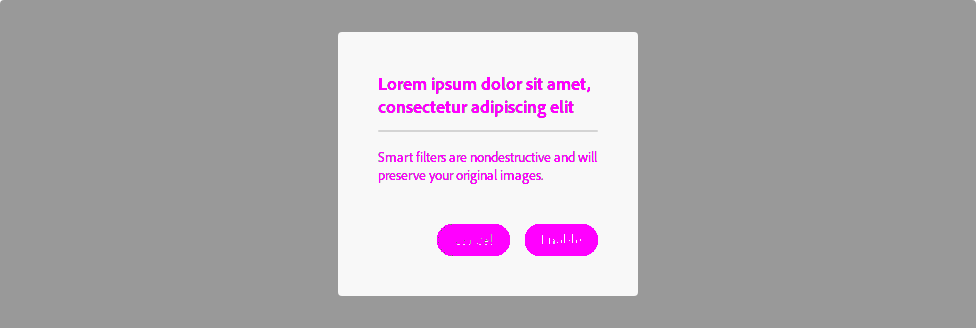 Lorem ipsum dolor sit amet,
consectetur adipiscing elit
Smart filters are nondestructive and will
preserve your original images.
Enable